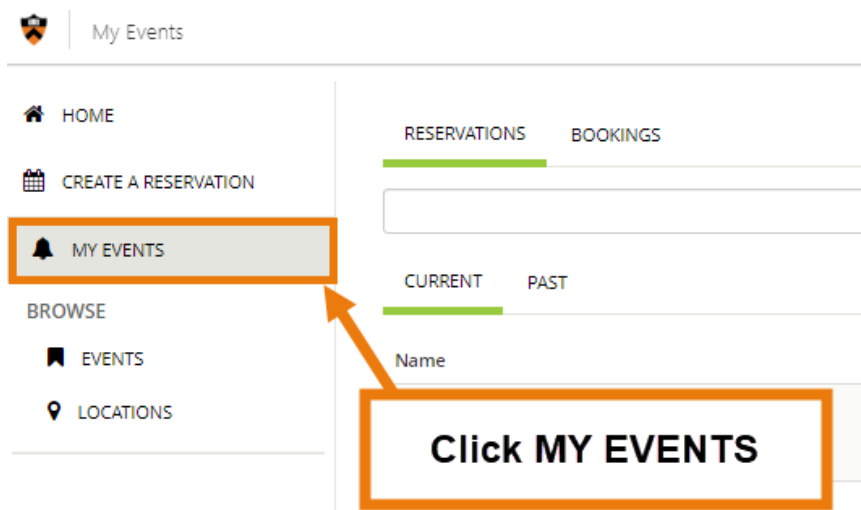 My Events
HOME
CREATE A RESERVATION
MY EVENTS
BROWSE
EVENTS
LOCATIONS
RESERVATIONS BOOKINGS
CURRENT PAST
Name
Click MY EVENTS